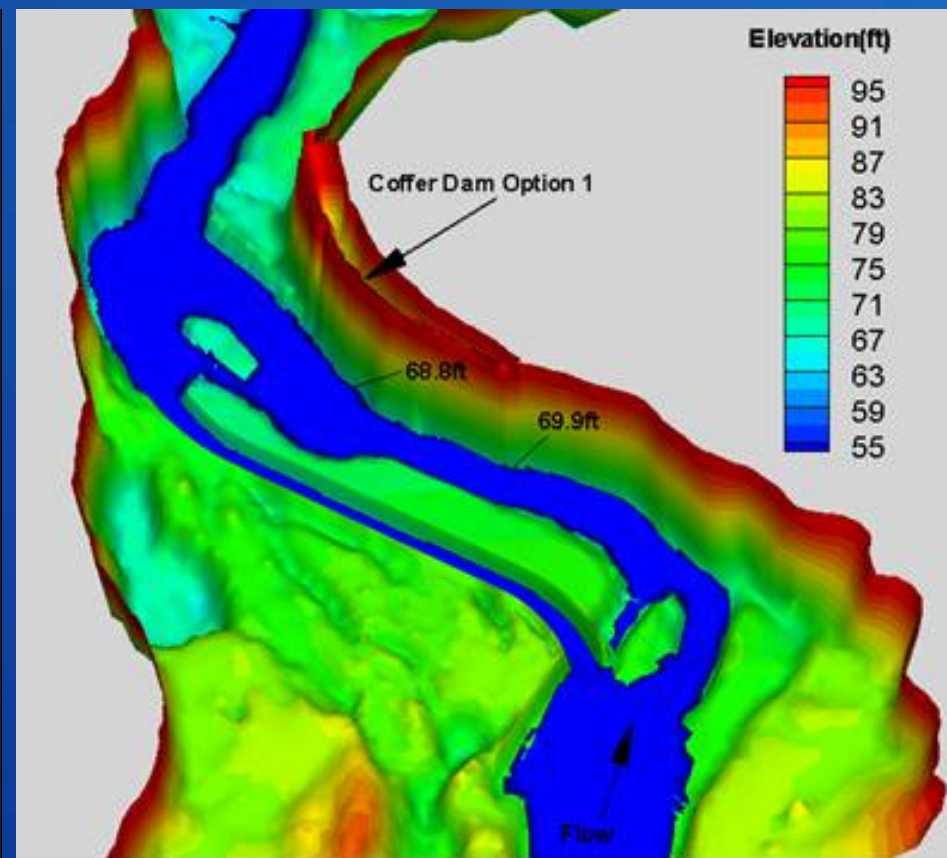 Elevation(ft)
95
91
87
83
79
75
71
67
63
59
55
Coffer Dam Option 1
68.8ft
69.9ft
Flow